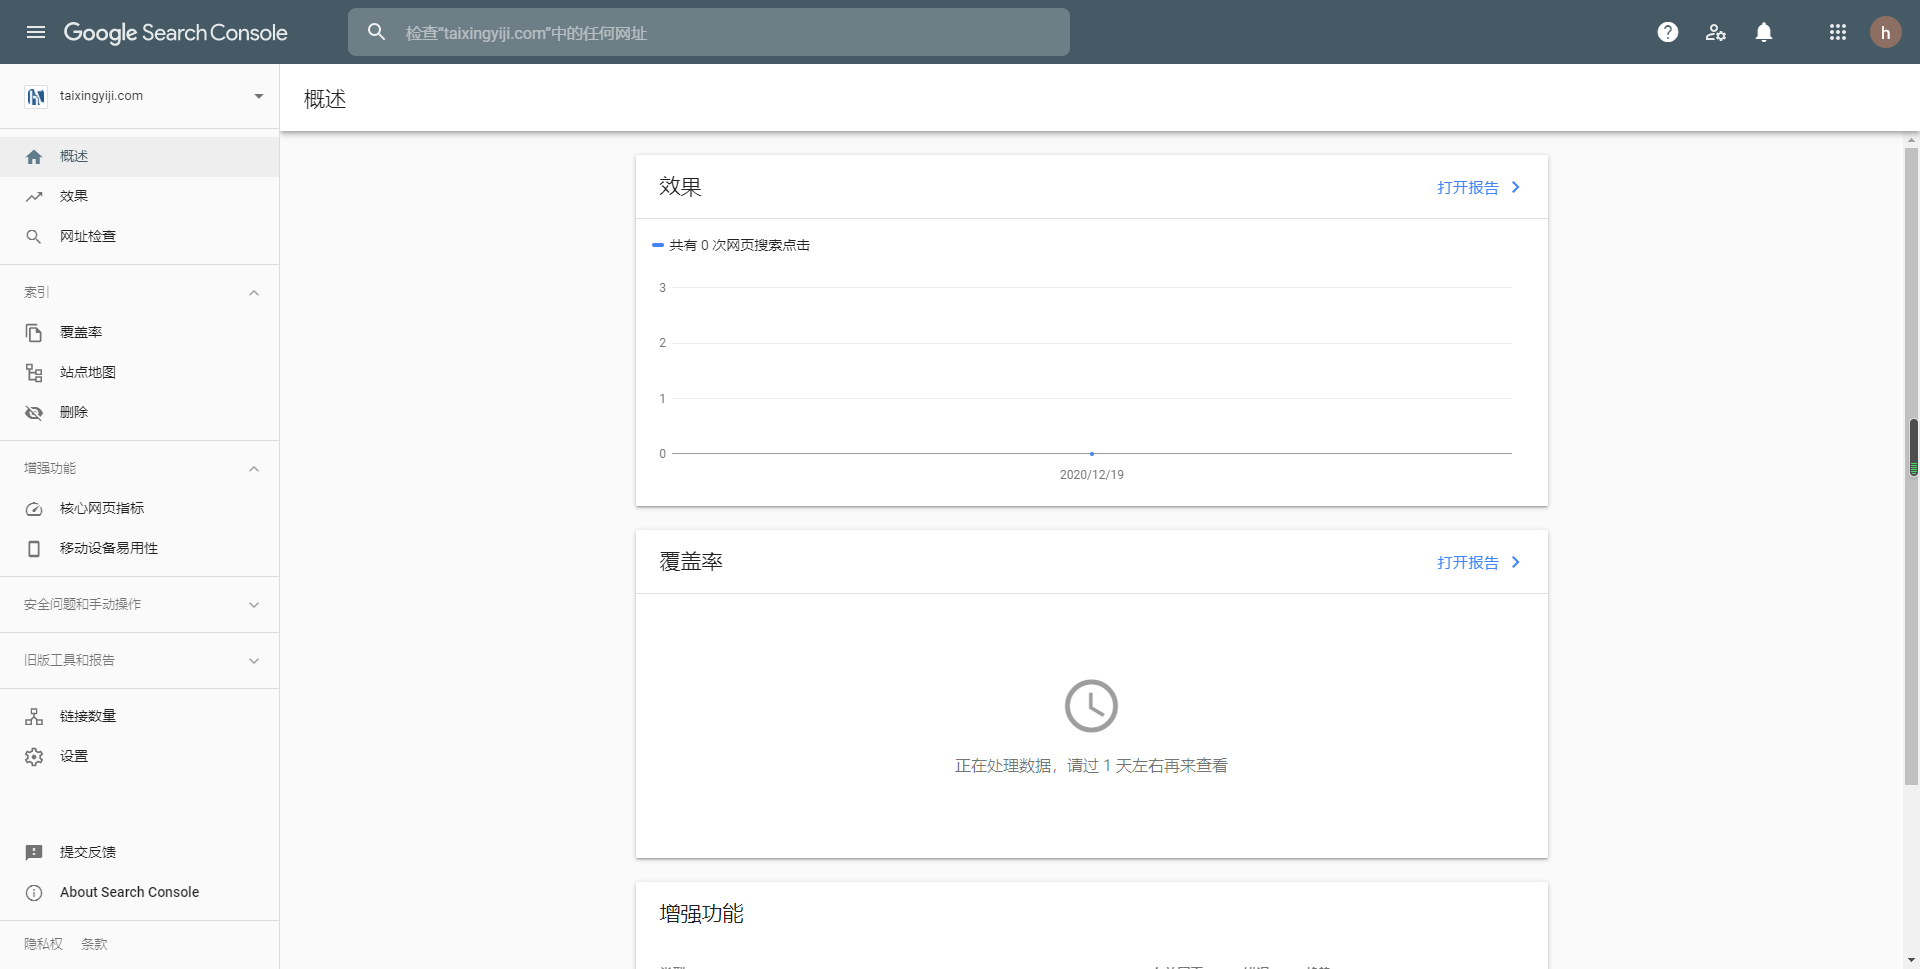 Google Search Console
检查“taixingyiji.com”中的任何网址
h
taixingyiji.com
概述
概述
效果
网址检查
索引
覆盖率
站点地图
删除
增强功能
核心网页指标
移动设备易用性
安全问题和手动操作
旧版工具和报告
链接数量
设置
提交反馈
About Search Console
隐私权 条款
效果
打开报告
共有 0 次网页搜索点击
3
2
1
0
2020/12/19
覆盖率
打开报告
正在处理数据，请过 1 天左右再来查看
增强功能